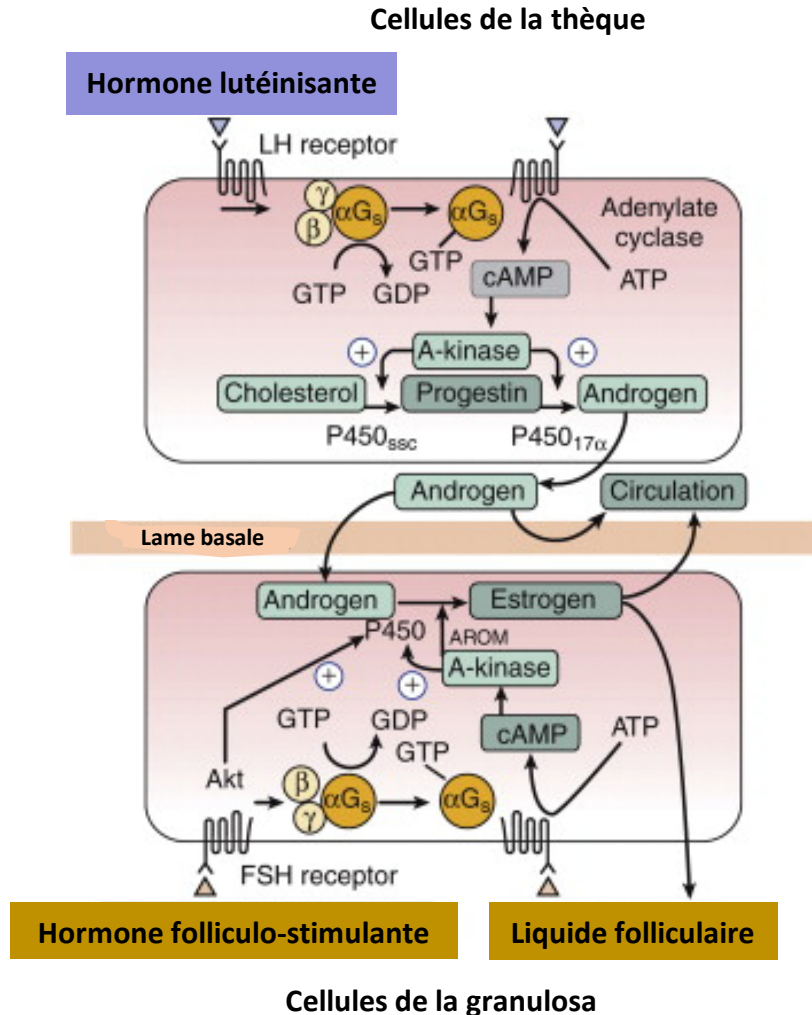 Cellules de la thèque
Hormone lutéinisante
LH receptor
γ
β
αGs
αGs
Adenylate
cyclase
GTP
GTP
GDP
cAMP
ATP
+
A-kinase
+
Cholesterol
Progestin
Androgen
P450ssc
P45017α
Androgen
Circulation
Lame basale
Androgen
Estrogen
P450
AROM
+
+
A-kinase
GTP
GDP
GTP
cAMP
ATP
Akt
β
γ
αGs
αGs
FSH receptor
Hormone folliculo-stimulante
Liquide folliculaire
Cellules de la granulosa